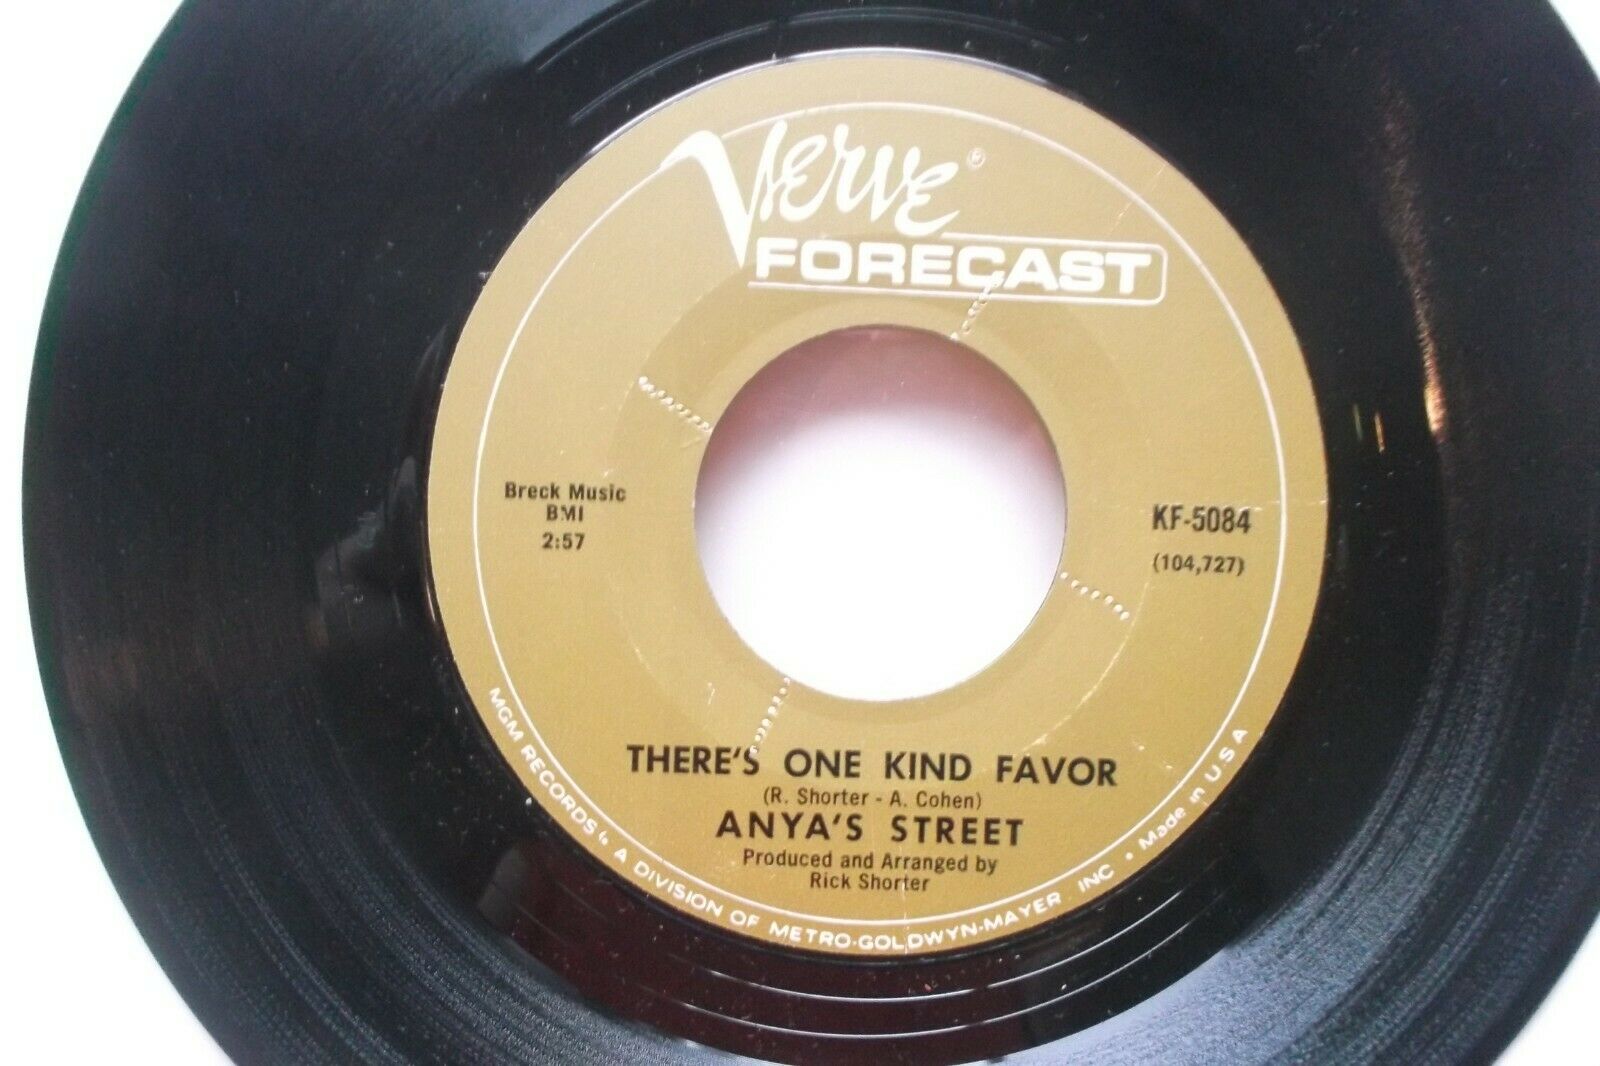 Verve ®
FORECAST
Breck Music
BMI
2:57
KF-5084
(104,727)
THERE'S ONE KIND FAVOR
(R. Shorter - A. Cohen)
ANYA'S STREET
Produced and Arranged by
Rick Shorter
MGM RECORDS • A DIVISION OF METRO-GOLDWYN-MAYER INC • Made in U S A